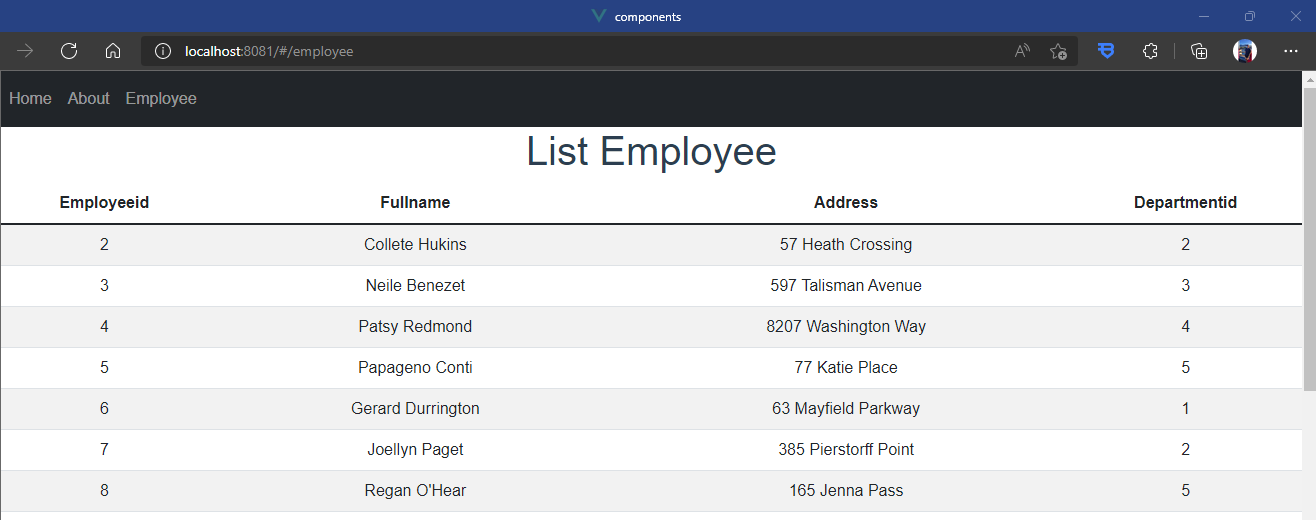 components
localhost:8081/#/employee
Home About Employee
List Employee
Employeeid Fullname Address Departmentid
2 Collete Hukins 57 Heath Crossing 2
3 Neile Benezet 597 Talisman Avenue 3
4 Patsy Redmond 8207 Washington Way 4
5 Papageno Conti 77 Katie Place 5
6 Gerard Durrington 63 Mayfield Parkway 1
7 Joellyn Paget 385 Pierstorff Point 2
8 Regan O'Hear 165 Jenna Pass 5